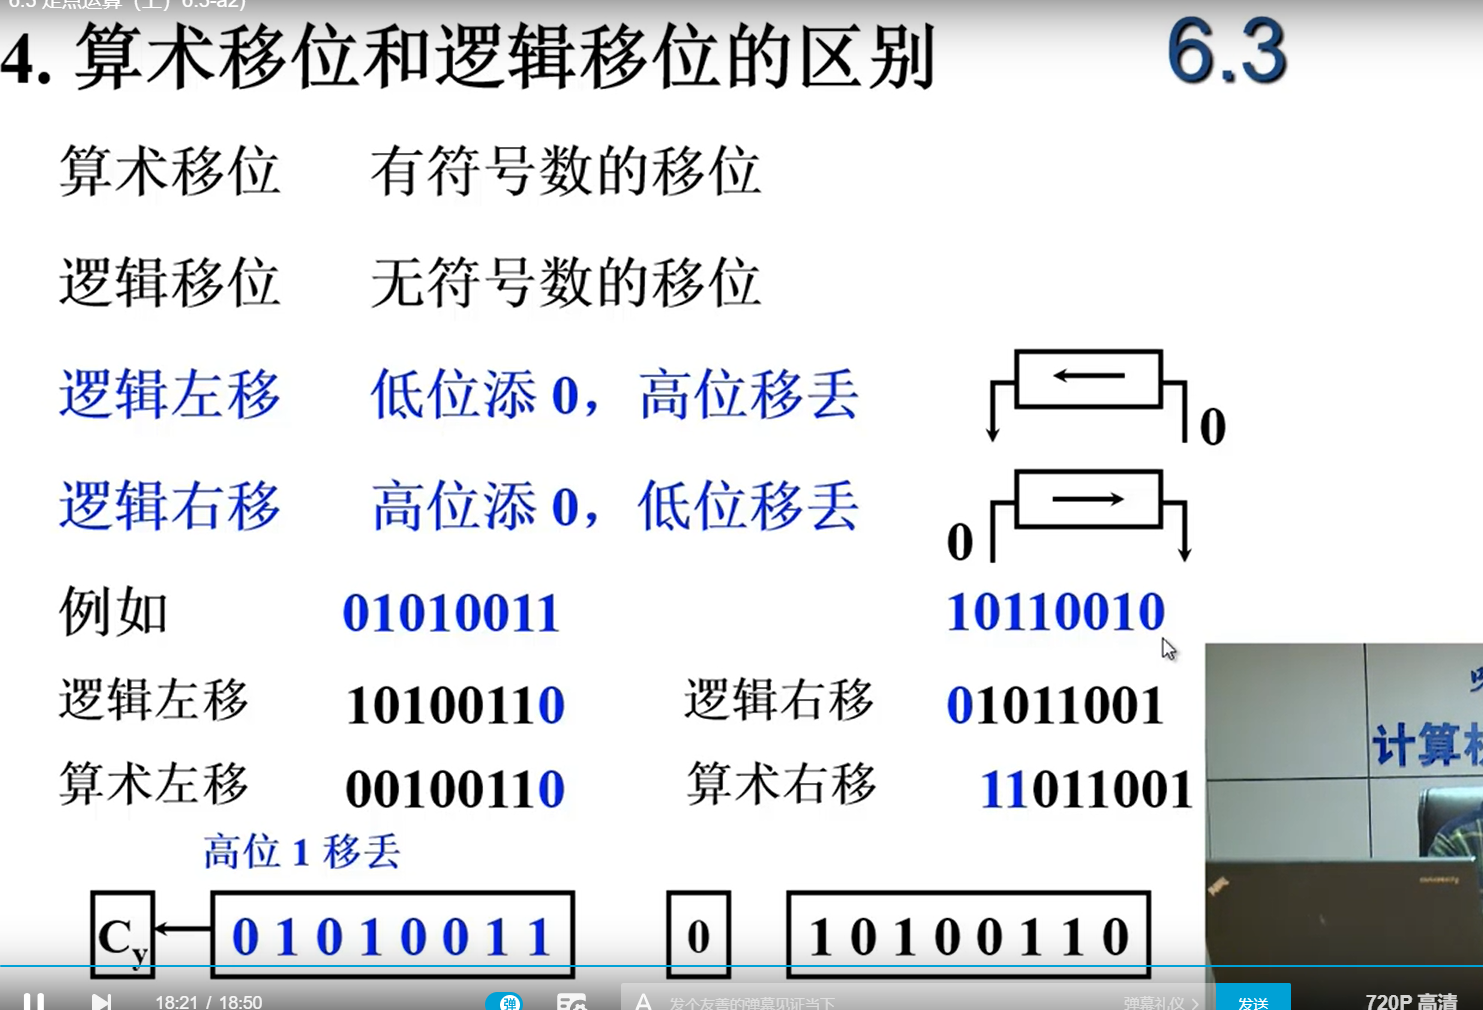 6.3 定点运算（上）6.3-a2)
4. 算术移位和逻辑移位的区别 6.3
算术移位 有符号数的移位
逻辑移位 无符号数的移位
逻辑左移 低位添 0，高位移丢
0
逻辑右移 高位添 0，低位移丢
0
例如 01010011 10110010
逻辑左移 10100110 逻辑右移 01011001
算术左移 00100110 算术右移 11011001
高位 1 移丢
Cy 0 1 0 1 0 0 1 1 0 1 0 1 0 0 1 1 0
计算机
18:21 / 18:50 弹 A 发个友善的弹幕见证当下 弹幕礼仪 > 发送 720P 高清